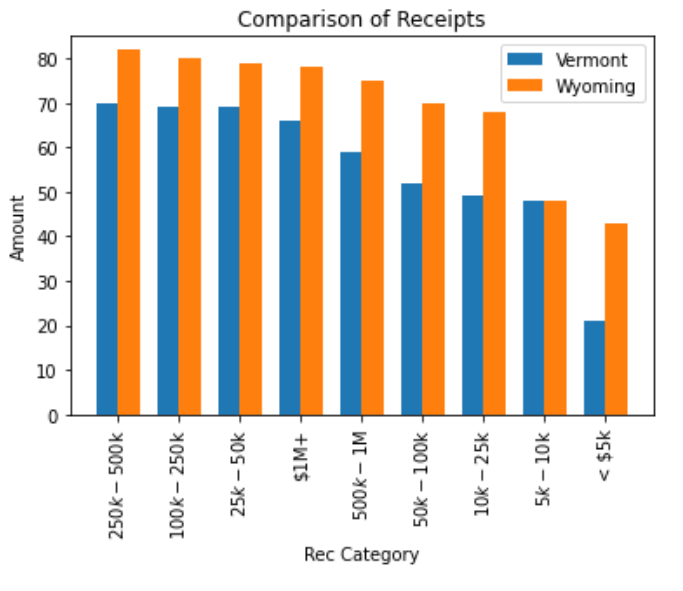 Comparison of Receipts
Vermont
Wyoming
Amount
80
70
60
50
40
30
20
10
0
250k − 500k
100k − 250k
25k − 50k
$1M+
500k − 1M
50k − 100k
10k − 25k
5k − 10k
< $5k
Rec Category